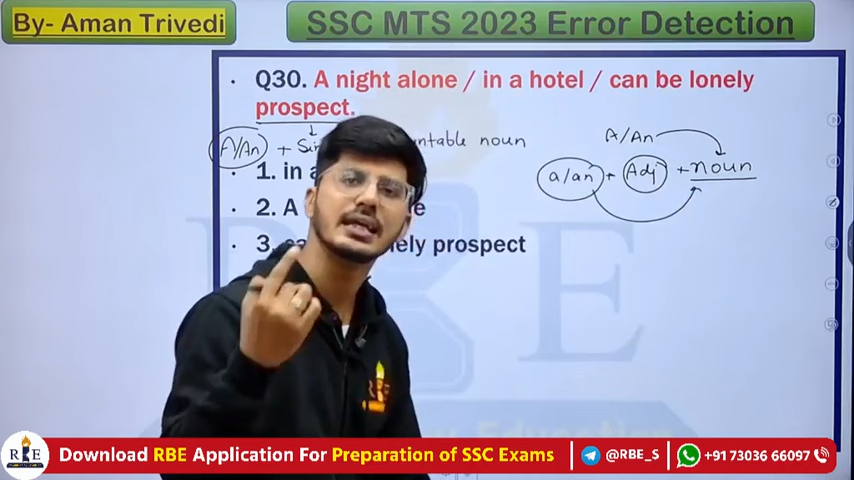 By- Aman Trivedi
SSC MTS 2023 Error Detection
Q30. A night alone / in a hotel / can be lonely
prospect.
A/An + Sin ntable noun
A/An
a/an + Adj + noun
1. in a
2. A e
3. ely prospect
RBE
Education
Download RBE Application For Preparation of SSC Exams
@RBE_S
+91 73036 66097